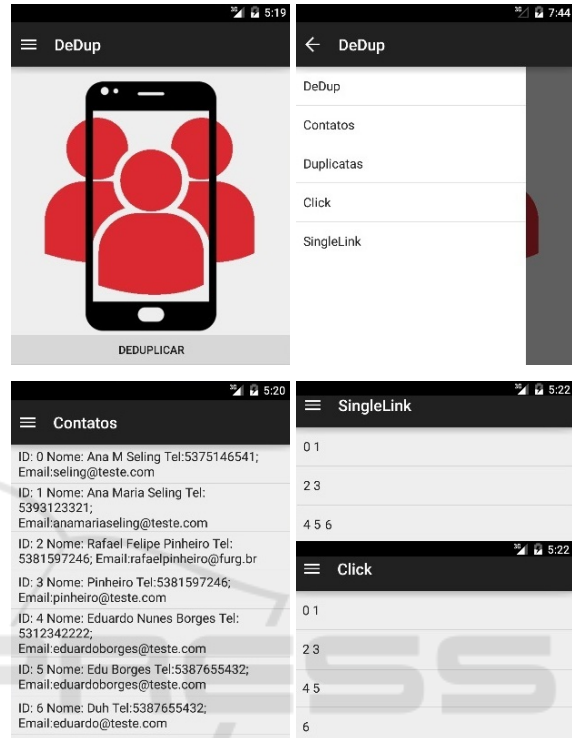 3G 5:19
DeDup
DEDUPLICAR
3G 7:44
DeDup
DeDup
Contatos
Duplicatas
Click
SingleLink
5:20
Contatos
ID: 0 Nome: Ana M Seling Tel:5375146541;
Email:seling@teste.com
ID: 1 Nome: Ana Maria Seling Tel:
5393123321;
Email:anamariaseling@teste.com
ID: 2 Nome: Rafael Felipe Pinheiro Tel:
5381597246; Email:rafaelpinheiro@furg.br
ID: 3 Nome: Pinheiro Tel:5381597246;
Email:pinheiro@teste.com
ID: 4 Nome: Eduardo Nunes Borges Tel:
5312342222;
Email:eduardoborges@teste.com
ID: 5 Nome: Edu Borges Tel:5387655432;
Email:eduardoborges@teste.com
ID: 6 Nome: Duh Tel:5387655432;
Email:eduardo@teste.com
3G 5:22
SingleLink
0 1
2 3
4 5 6
3G 5:22
Click
0 1
2 3
4 5
6